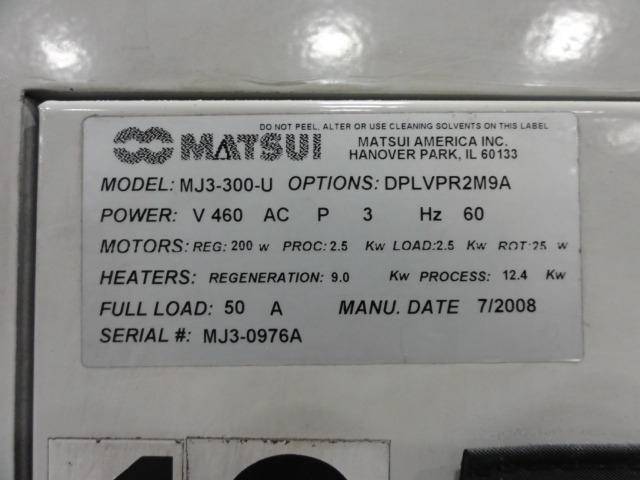 DO NOT PEEL, ALTER OR USE CLEANING SOLVENTS ON THIS LABEL
MATSUI MATSUI AMERICA INC.
HANOVER PARK, IL 60133
MODEL: MJ3-300-U OPTIONS: DPLVPR2M9A
POWER: V 460 AC P 3 Hz 60
MOTORS: REG: 200 W PROC: 2.5 Kw LOAD:2.5 Kw ROT:25 W
HEATERS: REGENERATION: 9.0 Kw PROCESS: 12.4 Kw
FULL LOAD: 50 A MANU. DATE 7/2008
SERIAL #: MJ3-0976A